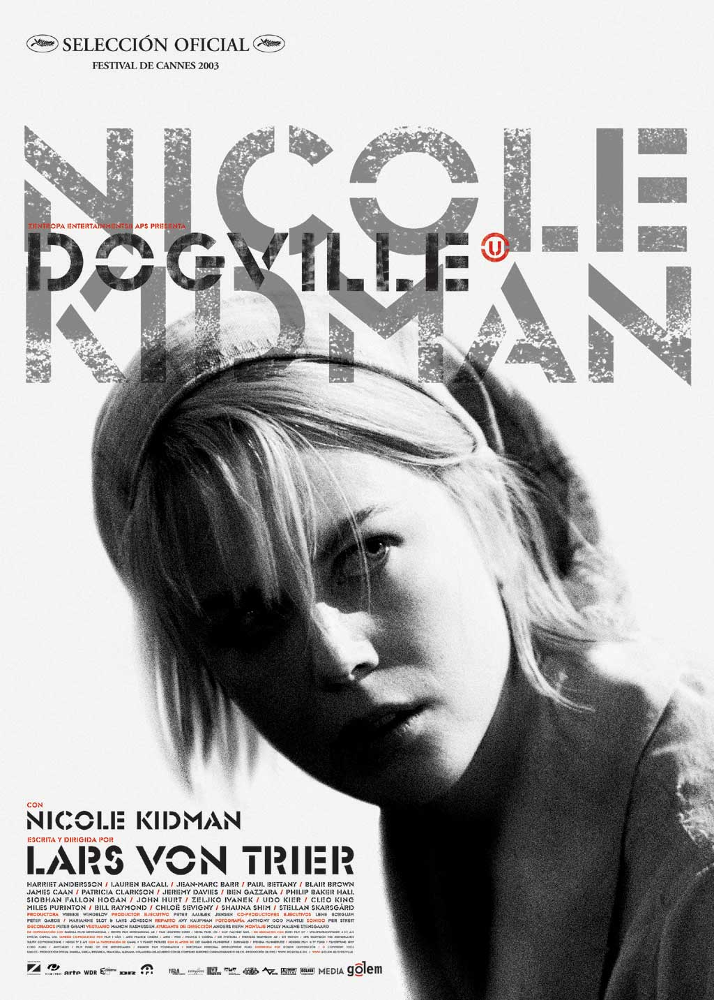 SELECCIÓN OFICIAL
FESTIVAL DE CANNES 2003
NICOLE
ZENTROPA ENTERTAINMENTS8 APS PRESENTA
DOGVILLE
KIDMAN
CON
NICOLE KIDMAN
ESCRITA Y DIRIGIDA POR
LARS VON TRIER
HARRIET ANDERSSON / LAUREN BACALL / JEAN-MARC BARR / PAUL BETTANY / BLAIR BROWN
JAMES CAAN / PATRICIA CLARKSON / JEREMY DAVIES / BEN GAZZARA / PHILIP BAKER HALL
SIOBHAN FALLON HOGAN / JOHN HURT / ZELJKO IVANEK / UDO KIER / CLEO KING
MILES PURINTON / BILL RAYMOND / CHLOË SEVIGNY / SHAUNA SHIM / STELLAN SKARSGÅRD
PRODUCTORA VIBEKE WINDELOV PRODUCTOR EJECUTIVO PETER AALBÆK JENSEN CO-PRODUCTORES EJECUTIVOS LENE BORGLUM
PETER GARDE / MARIANNE SLOT & LARS JÖNSSON REPARTO AVY KAUFMAN FOTOGRAFÍA ANTHONY DOD MANTLE SONIDO PER STREIT
DECORADOS PETER GRANT VESTUARIO MANON RASMUSSEN AYUDANTE DE DIRECCIÓN ANDERS REFN MONTAJE MOLLY MALENE STENSGAARD
arte WDR
DR
NPS
MEDIA
golem